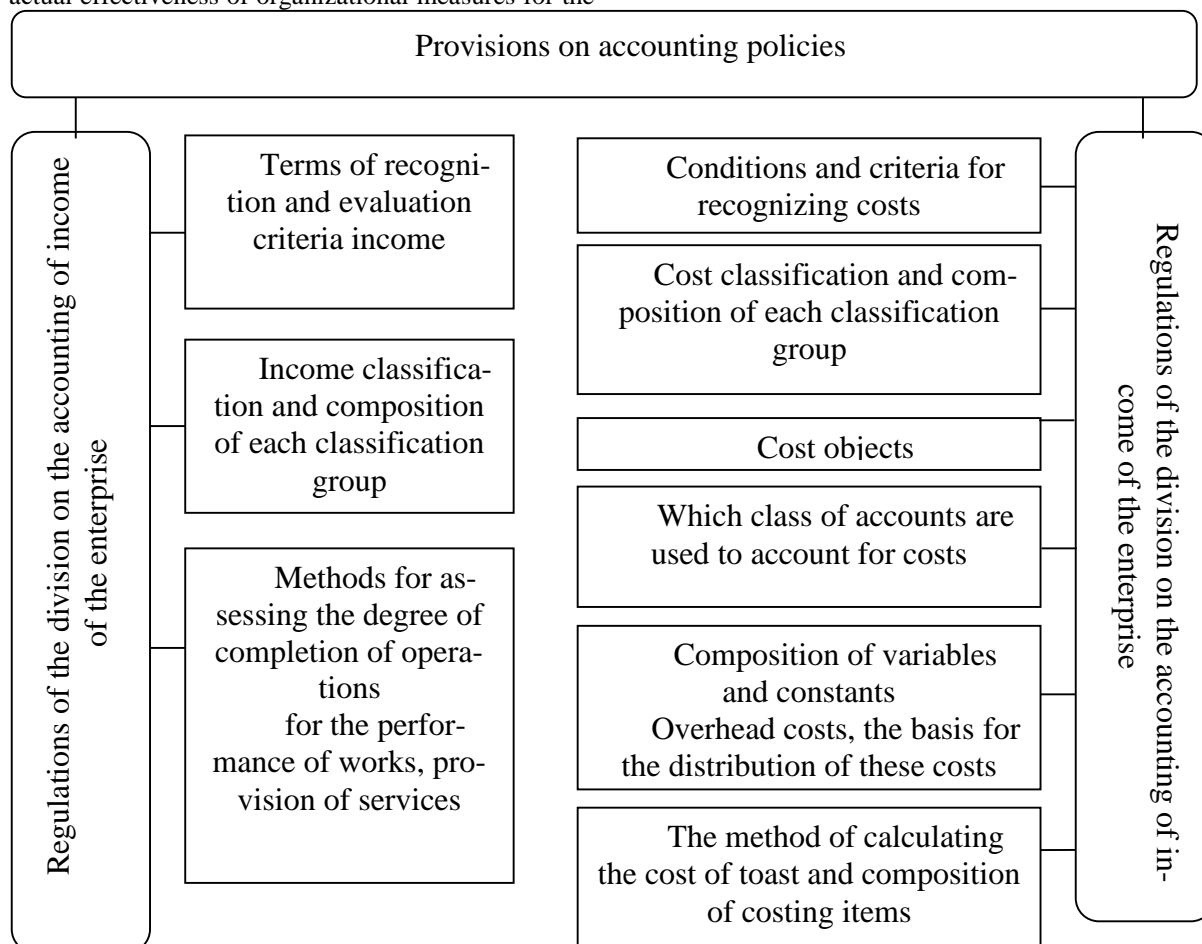 actual effectiveness of organizational measures for the
Provisions on accounting policies
Regulations of the division on the accounting of income
of the enterprise
Terms of recogni-
tion and evaluation
criteria income
Income classifica-
tion and composition
of each classification
group
Methods for as-
sessing the degree of
completion of opera-
tions
for the perfor-
mance of works, pro-
vision of services
Conditions and criteria for
recognizing costs
Cost classification and com-
position of each classification
group
Cost objects
Which class of accounts are
used to account for costs
Composition of variables
and constants
Overhead costs, the basis for
the distribution of these costs
The method of calculating
the cost of toast and composition
of costing items
Regulations of the division on the accounting of in-
come of the enterprise